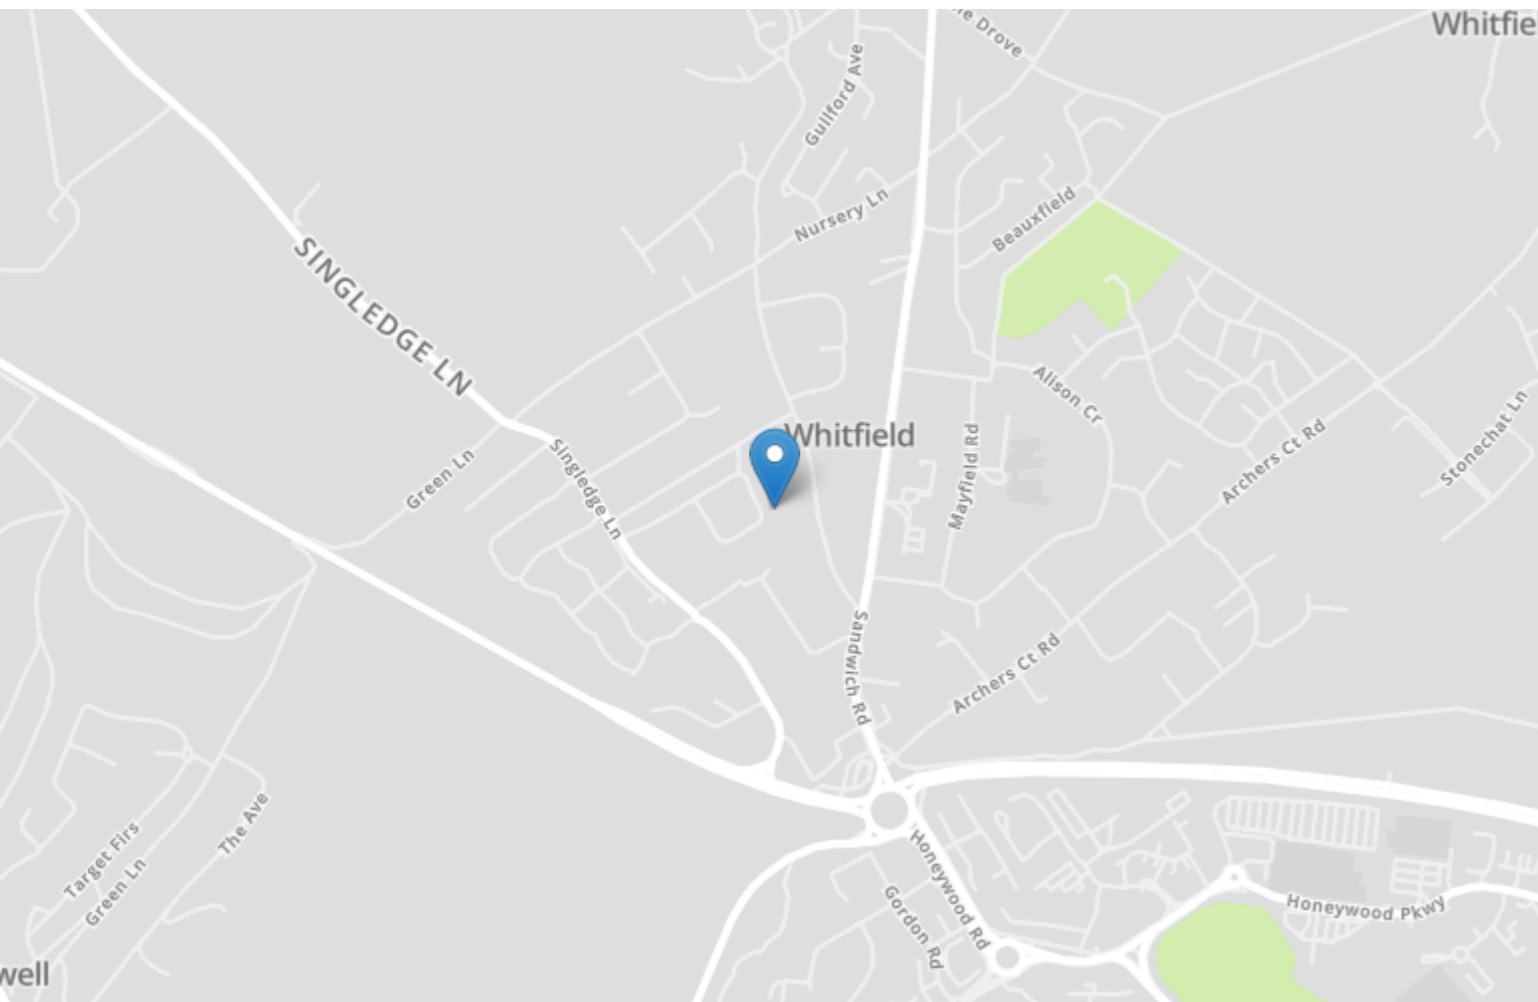 Whitfie
le Drove
Guilford Ave
Nursery Ln
Beauxfield
SINGLEDGE LN
Alison Cr
Whitfield
Mayfield Rd
Archers Ct Rd
Stonechat Ln
Green Ln
Singledge Ln
Sandwich Rd
Archers Ct Rd
The Ave
Target Firs
Green Ln
Honeywood Rd
Gordon Rd
Honeywood Pkwy
well